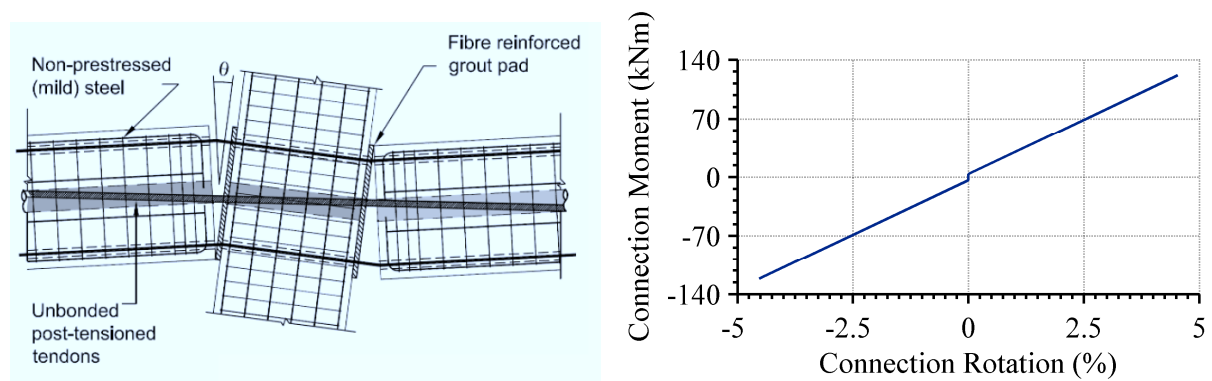 Non-prestressed
(mild) steel
θ
Fibre reinforced
grout pad
Unbonded
post-tensioned
tendons
Connection Moment (kNm)
140
70
0
-70
-140
-5
-2.5
0
2.5
5
Connection Rotation (%)